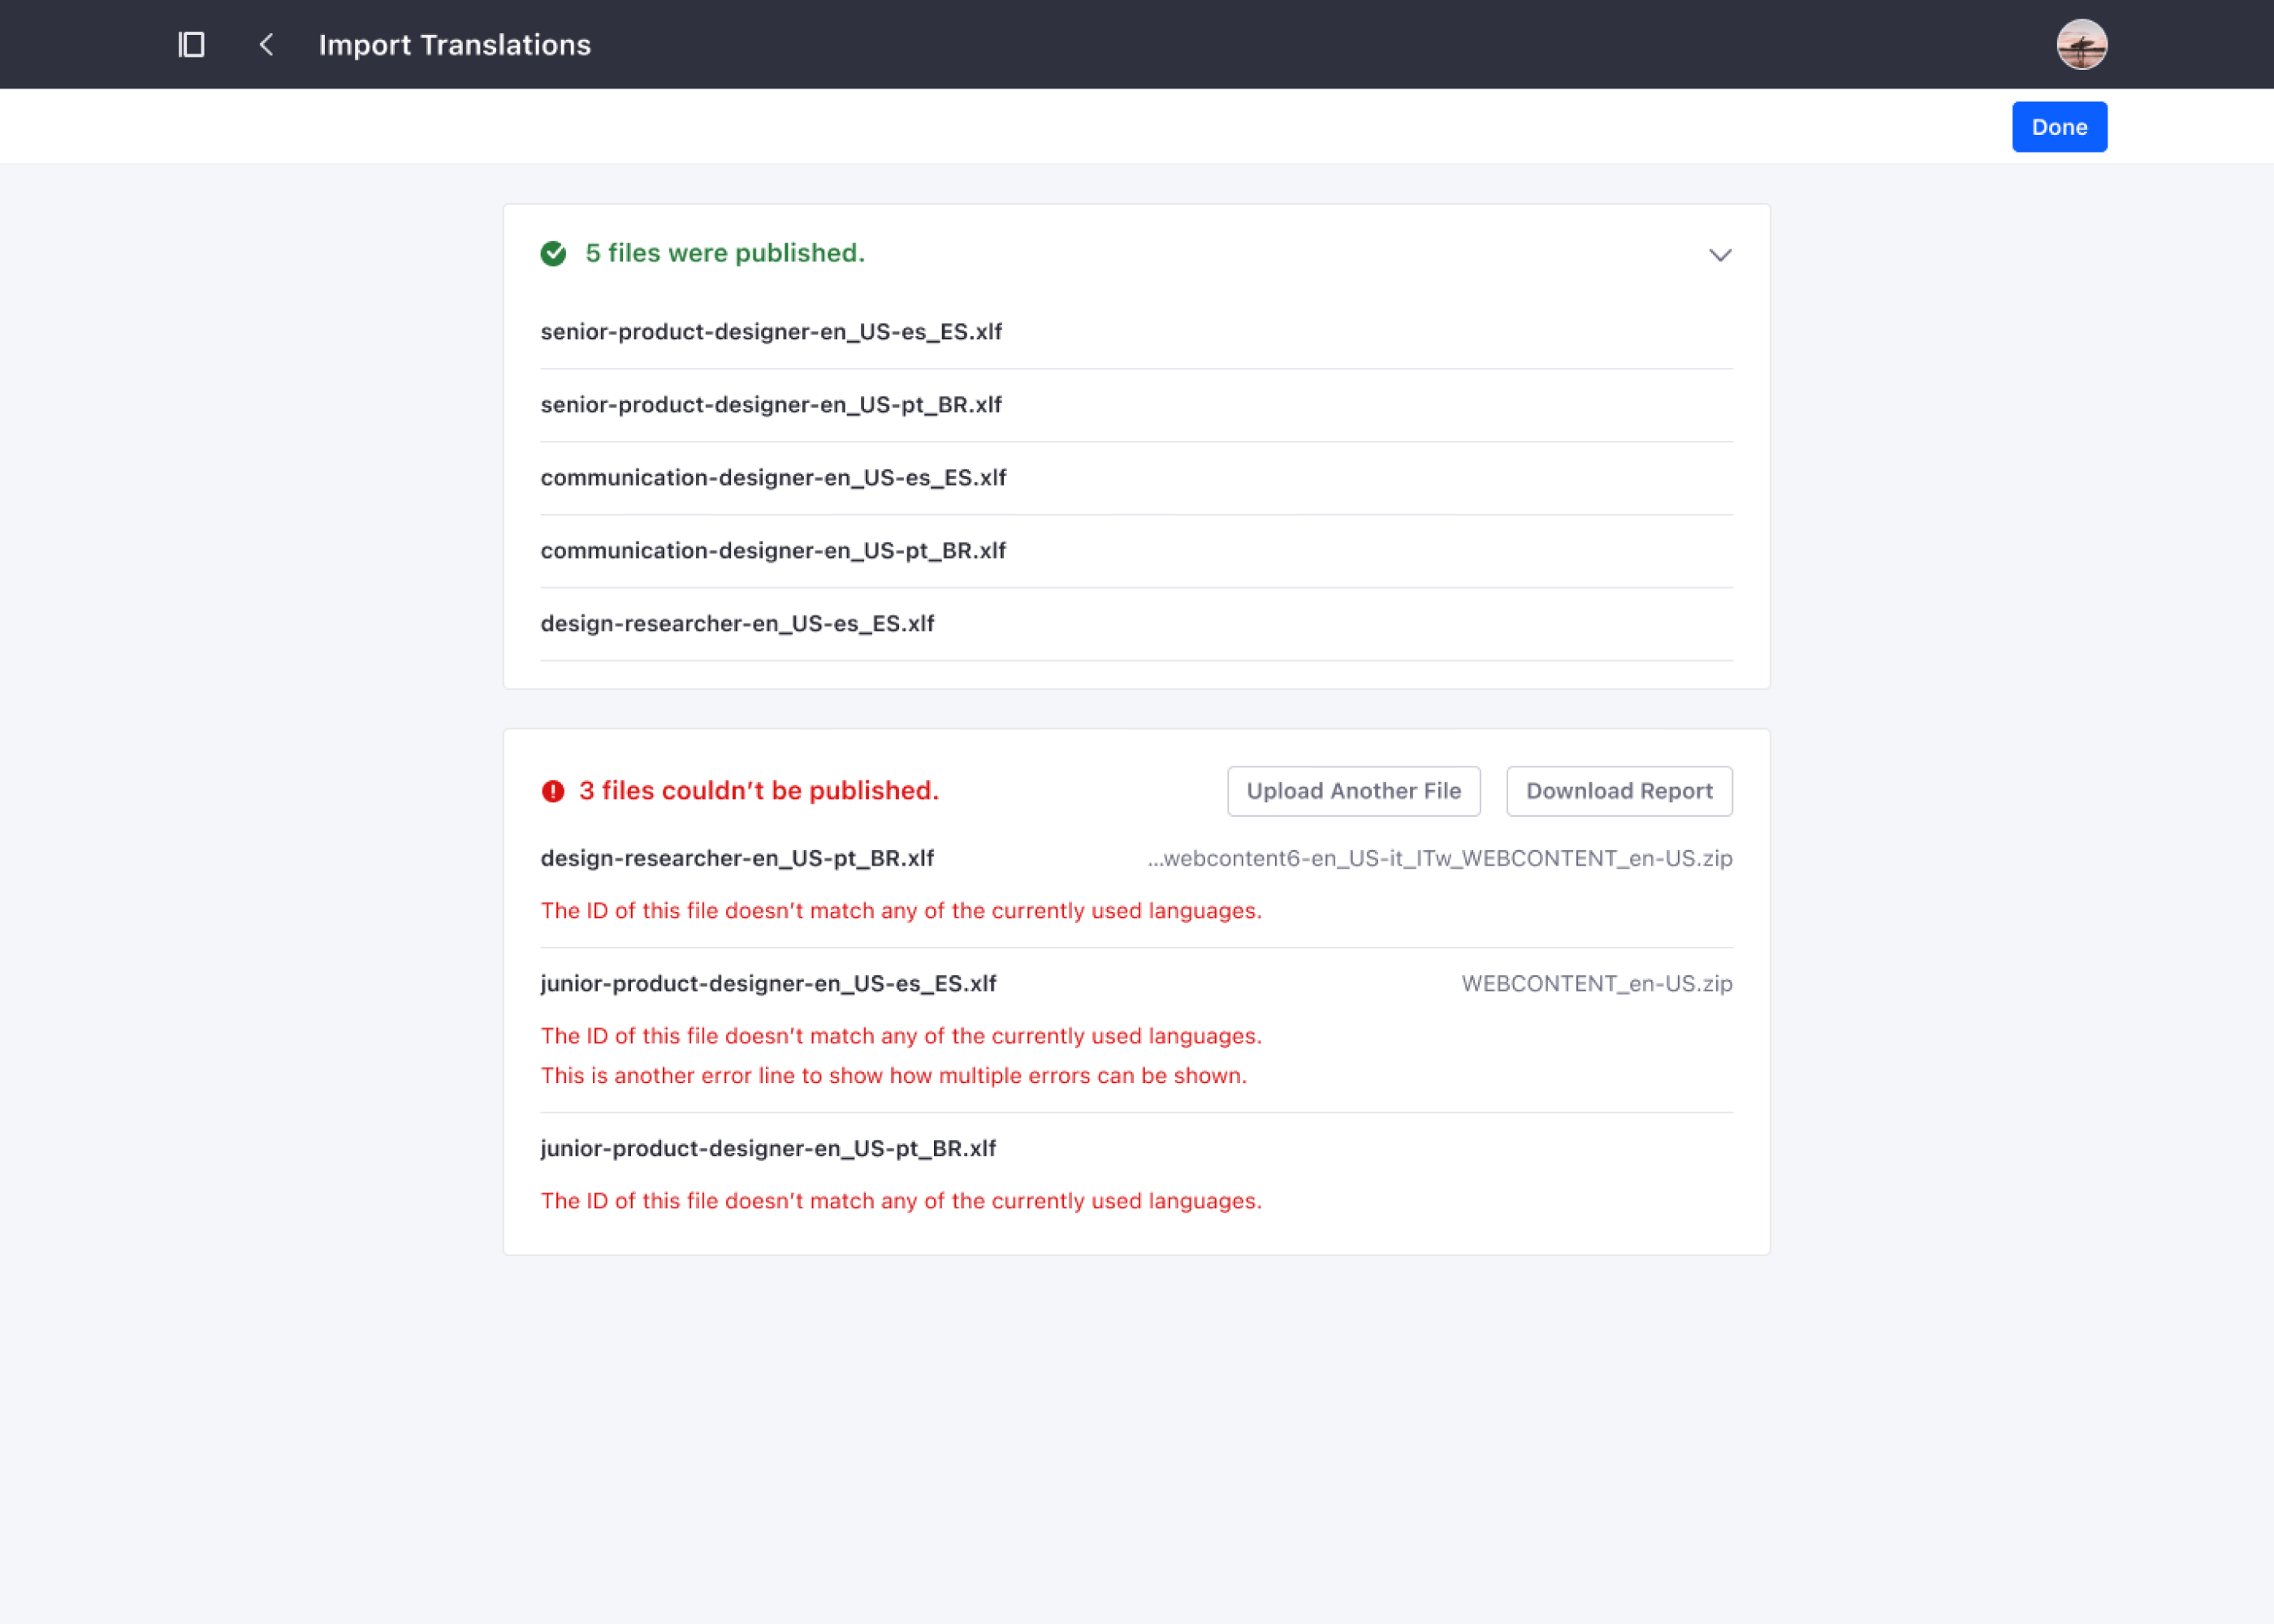 Import Translations
Done
5 files were published.
senior-product-designer-en_US-es_ES.xlf
senior-product-designer-en_US-pt_BR.xlf
communication-designer-en_US-es_ES.xlf
communication-designer-en_US-pt_BR.xlf
design-researcher-en_US-es_ES.xlf
3 files couldn’t be published.
Upload Another File
Download Report
design-researcher-en_US-pt_BR.xlf
...webcontent6-en_US-it_ITw_WEBCONTENT_en-US.zip
The ID of this file doesn’t match any of the currently used languages.
junior-product-designer-en_US-es_ES.xlf
WEBCONTENT_en-US.zip
The ID of this file doesn’t match any of the currently used languages.
This is another error line to show how multiple errors can be shown.
junior-product-designer-en_US-pt_BR.xlf
The ID of this file doesn’t match any of the currently used languages.